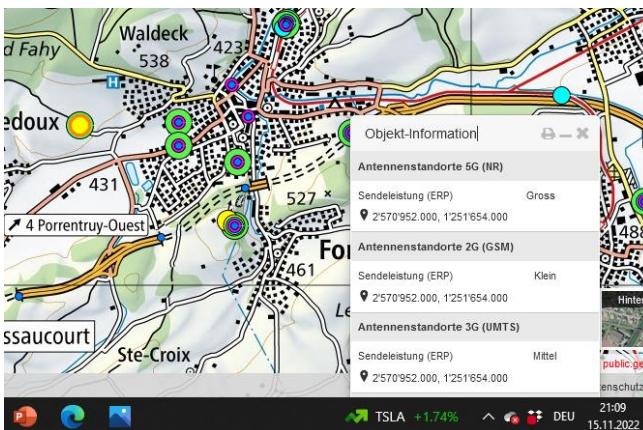 Waldeck
538
423
d Fahy
H
edoux
431
527
4 Porrentruy-Ouest
For
461
488
Le
ssaucourt
Ste-Croix
Objekt-Information
Antennenstandorte 5G (NR)
Sendeleistung (ERP) Gross
2'570'952.000, 1'251'654.000
Antennenstandorte 2G (GSM)
Sendeleistung (ERP) Klein
2'570'952.000, 1'251'654.000
Antennenstandorte 3G (UMTS)
Sendeleistung (ERP) Mittel
2'570'952.000, 1'251'654.000
Hinter
public.ge
enschutz
P
TSLA +1.74%
DEU
21:09
15.11.2022